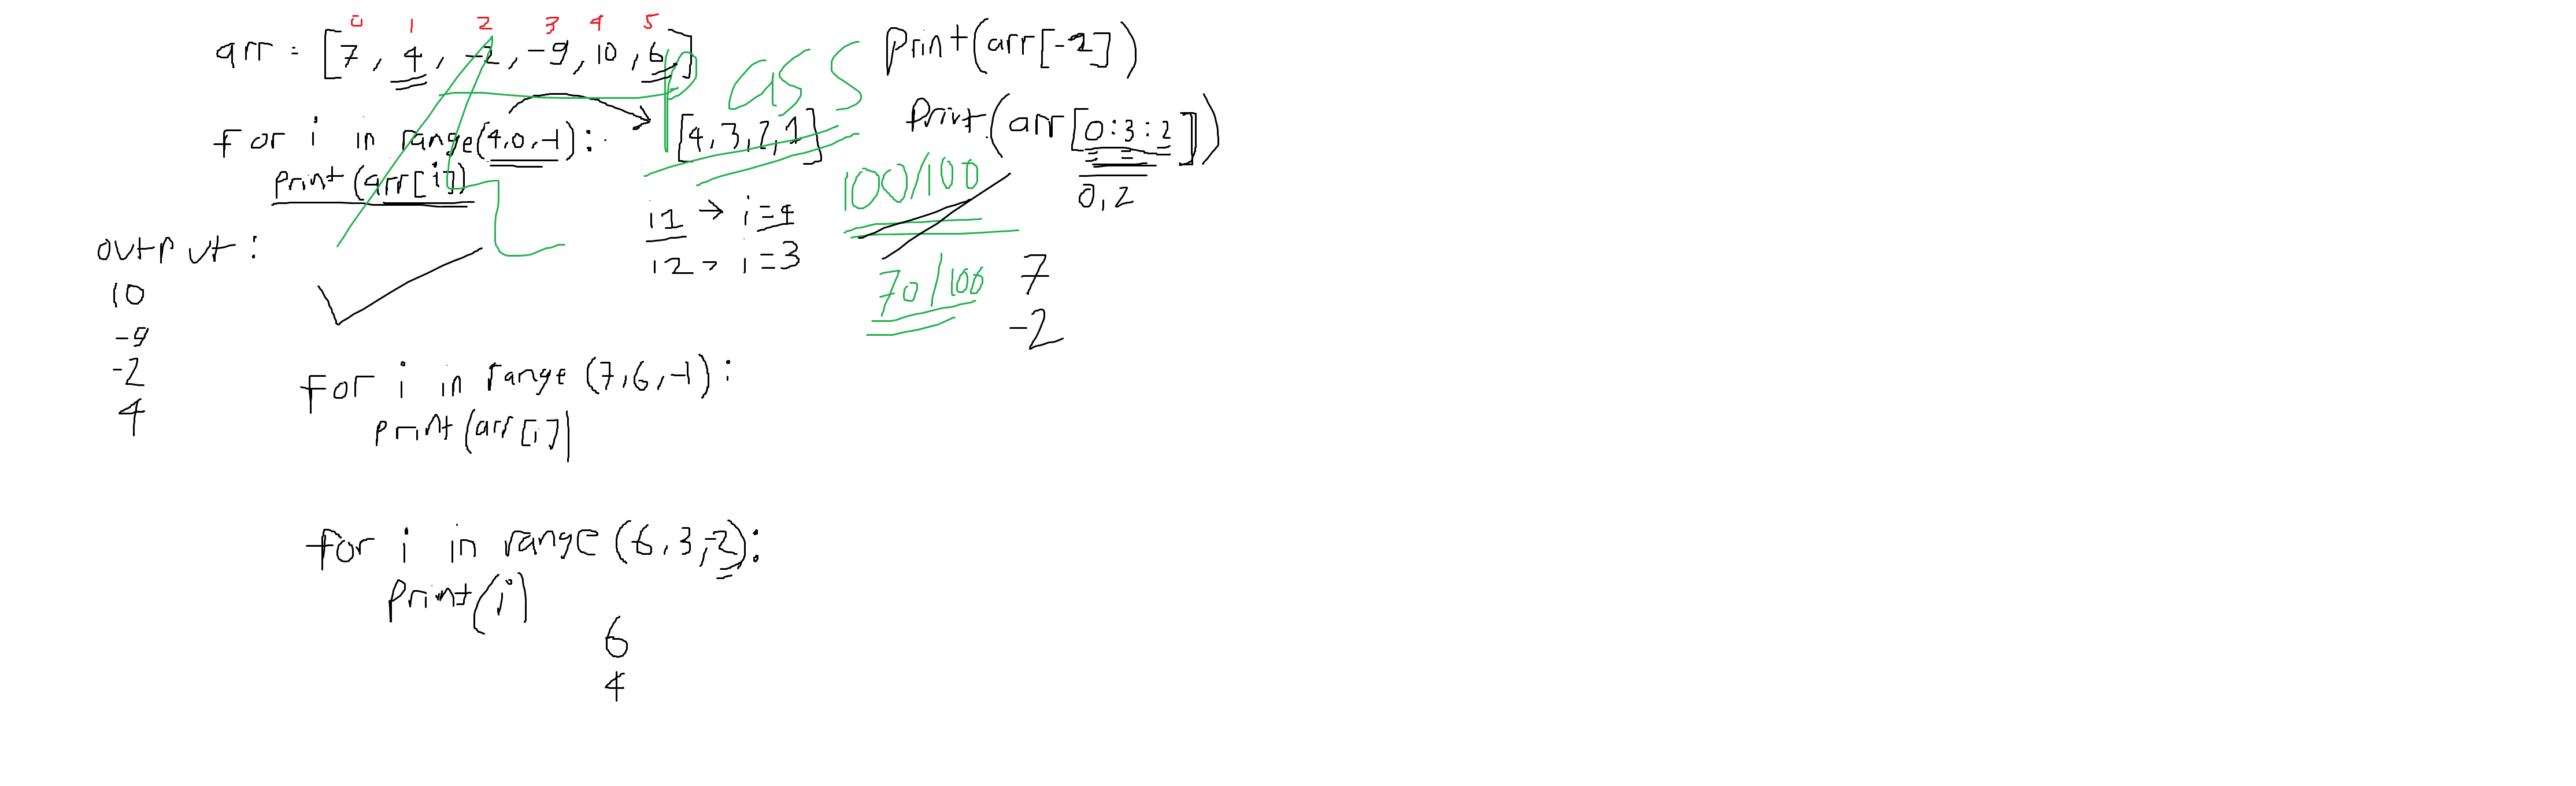 0 1 2 3 4 5
arr = [7, 4, -2, -9, 10, 6]
for i in range(4,0,-1):
[4,3,2,1]
print(arr[i])
Pass
100/100
70/100
i1 → i=4
i2 > i=3
output:
10
-9
-2
4
for i in range(7,6,-1):
print(arr[i]
for i in range(6,3,-2):
print(i)
6
4
print(arr[-2])
print(arr[0:3:2])
0,2
7
-2